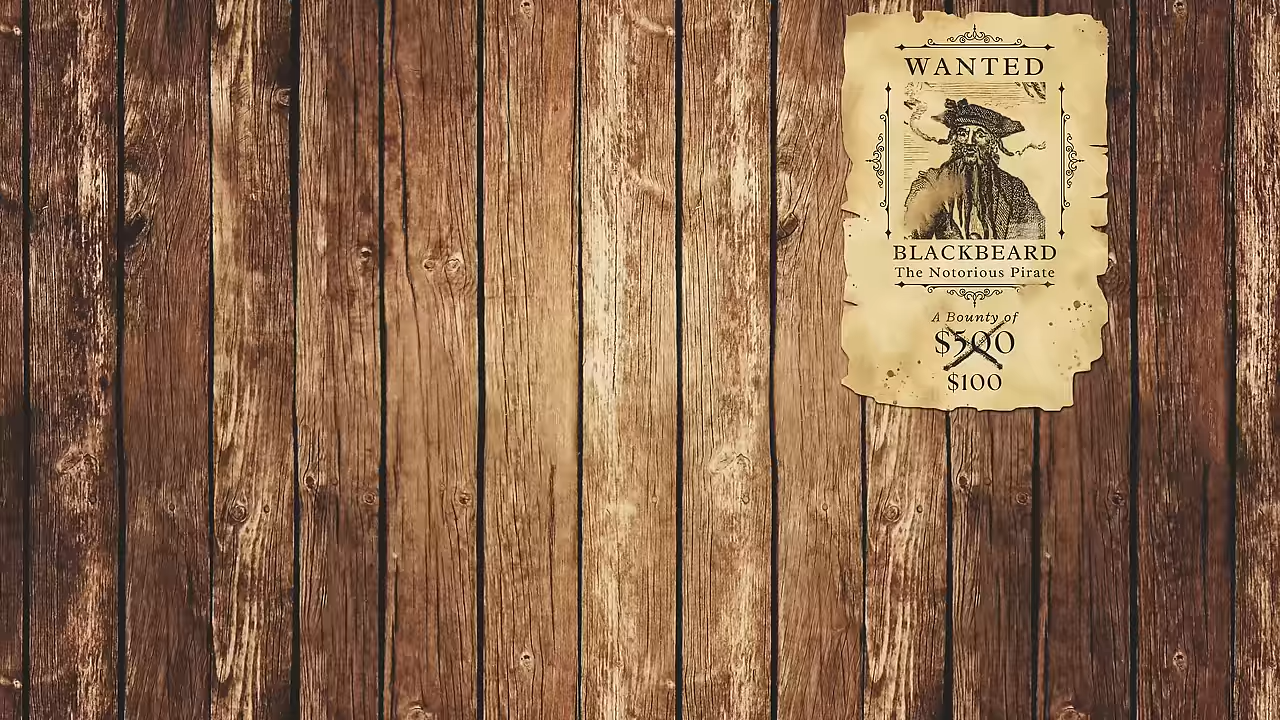 WANTED
BLACKBEARD
The Notorious Pirate
A Bounty of
$500
$100